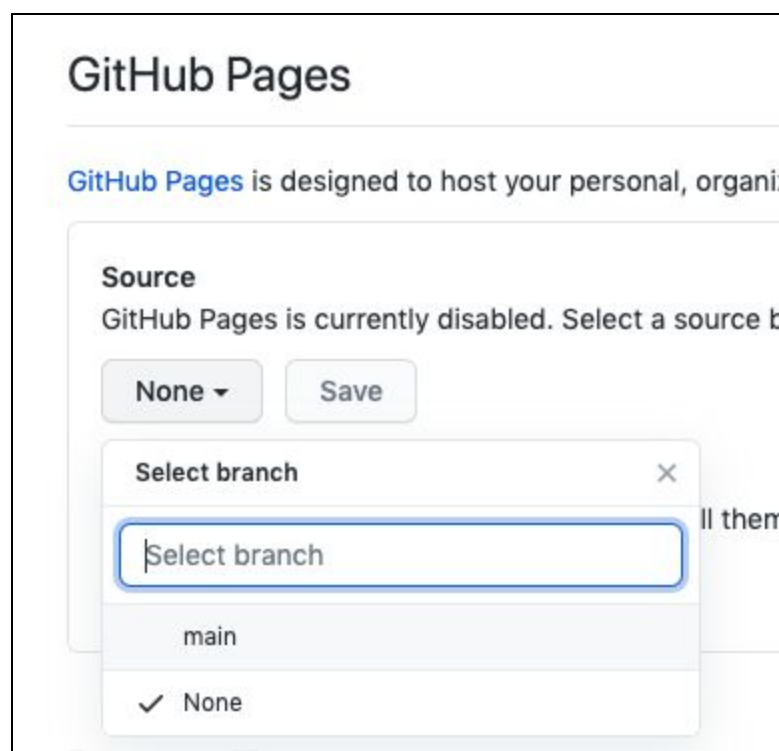 GitHub Pages
GitHub Pages is designed to host your personal,
Source
GitHub Pages is currently disabled. Select a source
None
Save
Select branch
ll them
Select branch
main
None